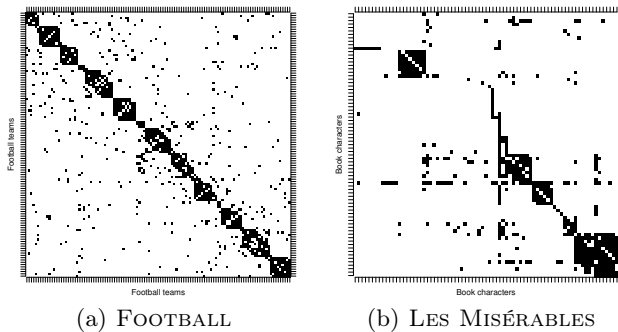 Football teams
Football teams
(a) FOOTBALL
Book characters
Book characters
(b) LES MISÉRABLES